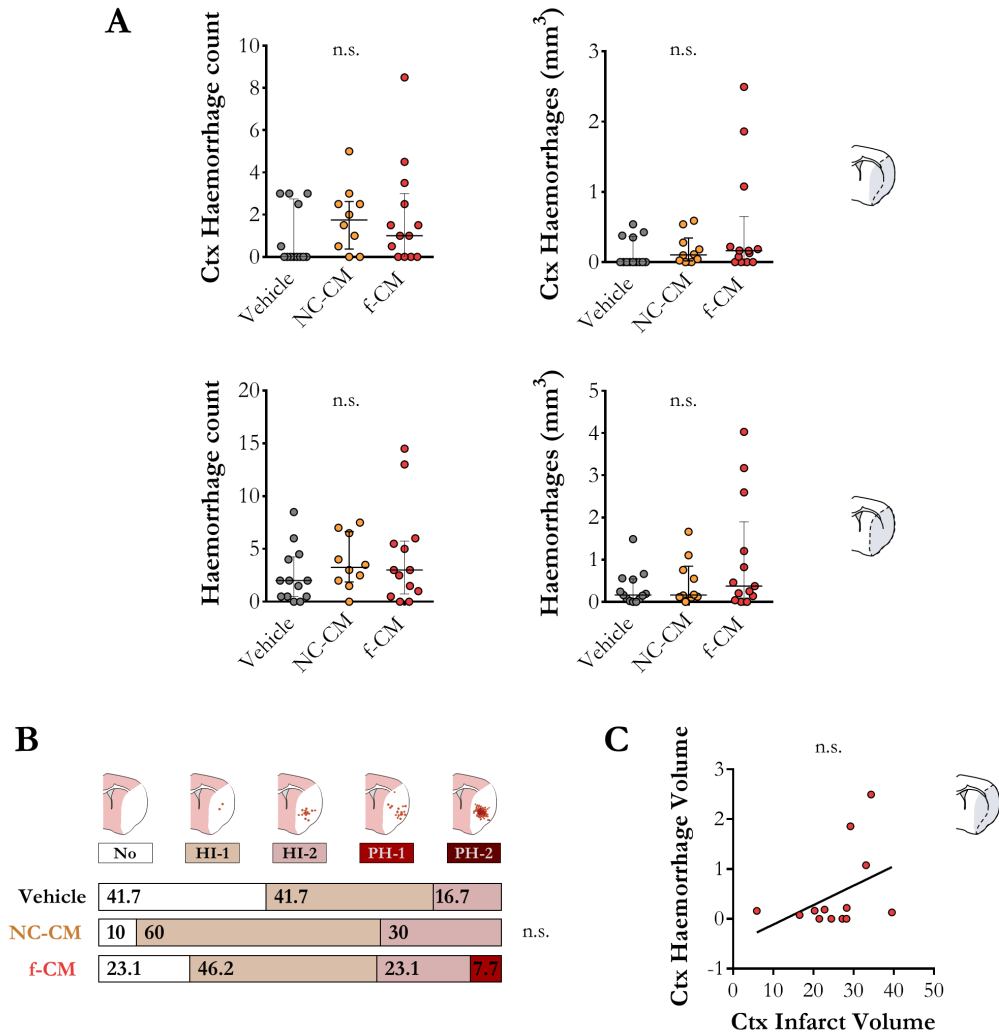 A
Ctx Haemorrhage count
10
8
6
4
2
0
n.s.
Vehicle
NC-CM
f-CM
Ctx Haemorrhages (mm³)
3
2
1
0
n.s.
Vehicle
NC-CM
f-CM
Haemorrhage count
20
15
10
5
0
n.s.
Vehicle
NC-CM
f-CM
Haemorrhages (mm³)
5
4
3
2
1
0
n.s.
Vehicle
NC-CM
f-CM
B
No HI-1 HI-2 PH-1 PH-2
Vehicle 41.7 41.7 16.7
NC-CM 10 60 30 n.s.
f-CM 23.1 46.2 23.1 7.7
C
Ctx Haemorrhage Volume
n.s.
3
2
1
0
-1
0 10 20 30 40 50
Ctx Infarct Volume